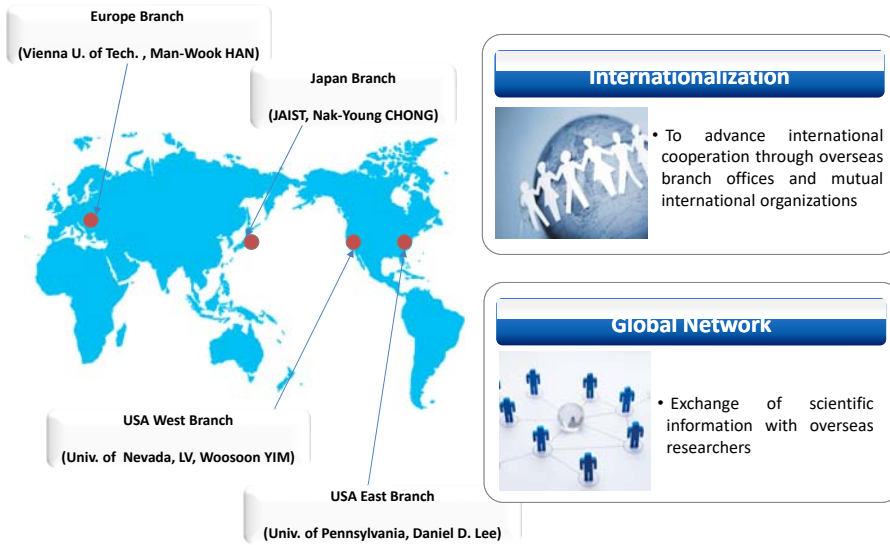 Europe Branch
(Vienna U. of Tech. , Man-Wook HAN)
Japan Branch
(JAIST, Nak-Young CHONG)
USA West Branch
(Univ. of Nevada, LV, Woosoon YIM)
USA East Branch
(Univ. of Pennsylvania, Daniel D. Lee)
Internationalization
• To advance international
cooperation through overseas
branch offices and mutual
international organizations
Global Network
• Exchange of scientific
information with overseas
researchers